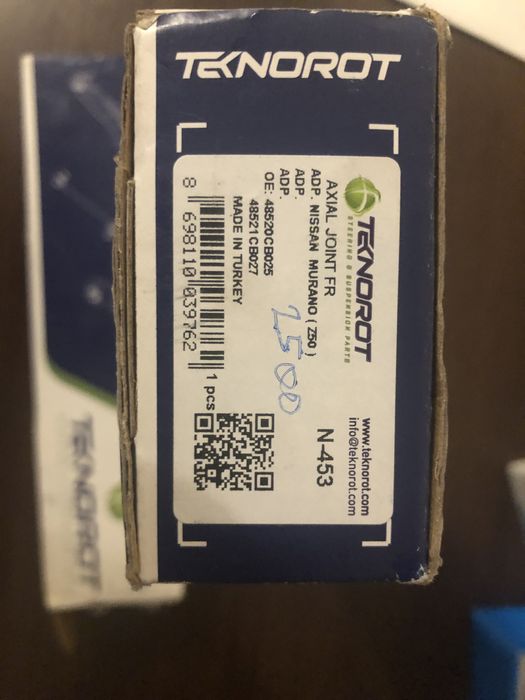 TEKNOROT
TEKNOROT
STEERING & SUSPENSION PARTS
www.teknorot.com
info@teknorot.com
AXIAL JOINT FR
N-453
ADP. NISSAN MURANO ( Z50 )
ADP.
ADP.
OE: 48520CB025
48521CB027
MADE IN TURKEY
2500
1 pcs
8 698110 039762
TEKNOROT